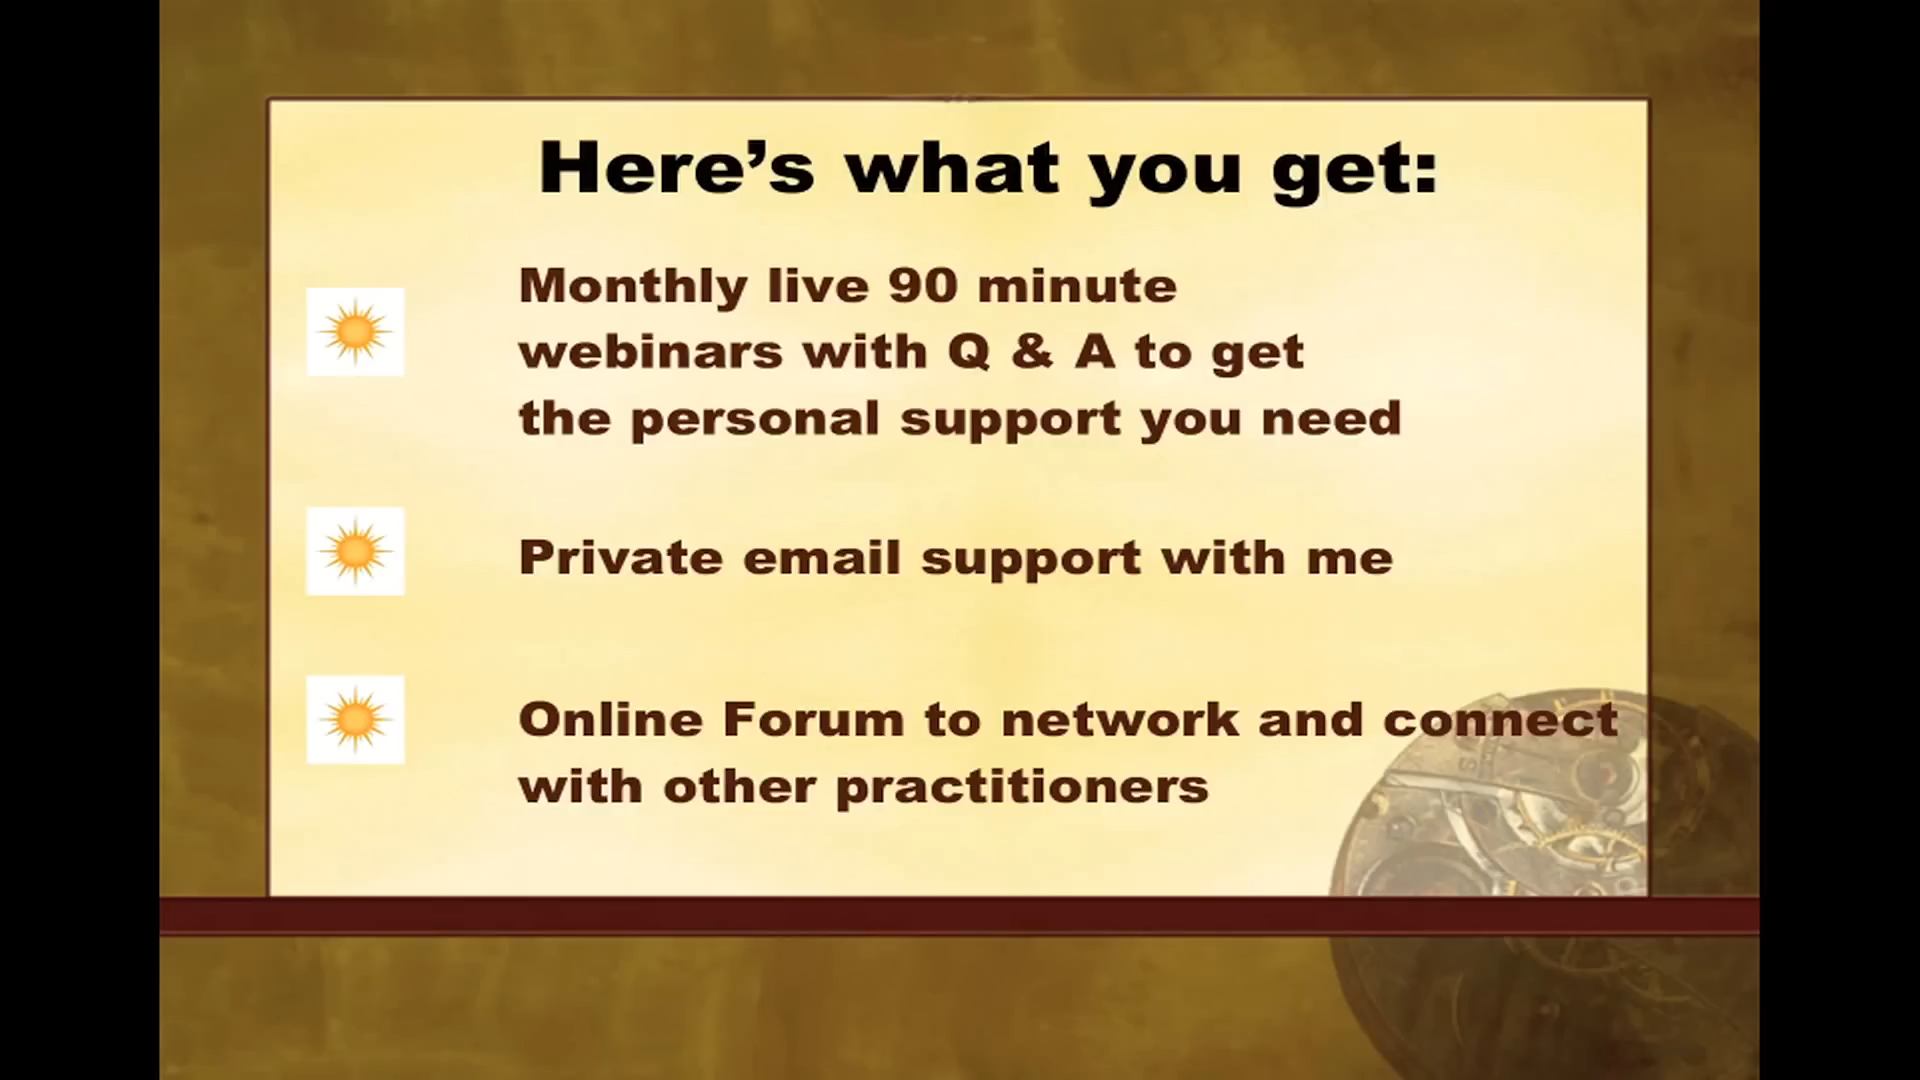 Here’s what you get:
Monthly live 90 minute
webinars with Q & A to get
the personal support you need
Private email support with me
Online Forum to network and connect
with other practitioners